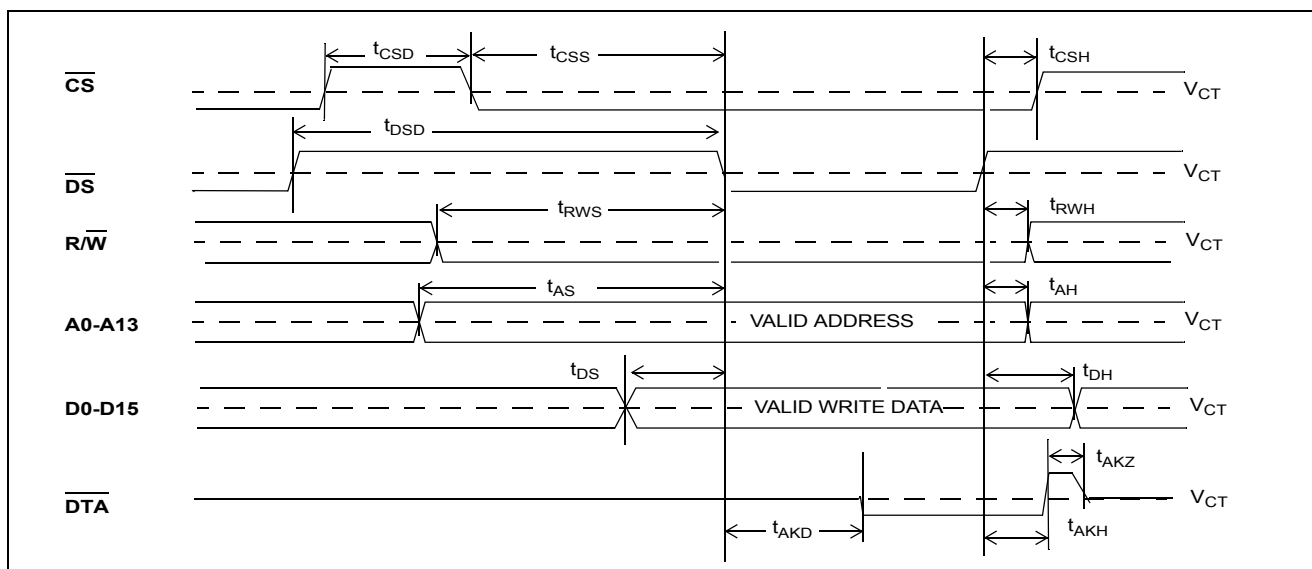 tCSD
tCSS
tCSH
CS
VCT
tDSD
DS
VCT
tRWS
tRWH
R/W
VCT
tAS
tAH
A0-A13
VALID ADDRESS
VCT
tDS
tDH
D0-D15
VALID WRITE DATA
VCT
tAKZ
DTA
VCT
tAKD
tAKH